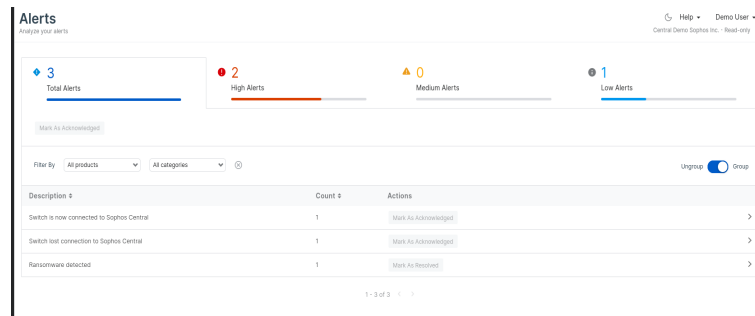 Alerts
Analyze your alerts
Help
Demo User
Central Demo Sophos Inc. - Read-only
3
Total Alerts
2
High Alerts
0
Medium Alerts
1
Low Alerts
Mark As Acknowledged
Filter By All products All categories
Ungroup Group
Description Count Actions
Switch is now connected to Sophos Central 1 Mark As Acknowledged
Switch lost connection to Sophos Central 1 Mark As Acknowledged
Ransomware detected 1 Mark As Resolved
1 - 3 of 3